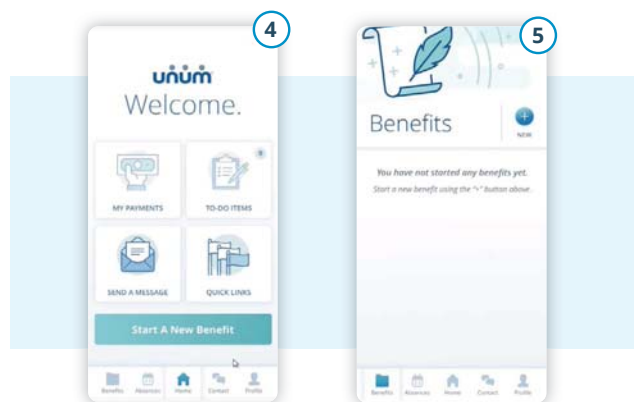 4
unum
Welcome.
MY PAYMENTS
TO-DO ITEMS
SEND A MESSAGE
QUICK LINKS
Start A New Benefit
Benefits Absences Home Contact Profile
5
Benefits
NEW
You have not started any benefits yet.
Start a new benefit using the "+" button above.
Benefits Absences Home Contact Profile